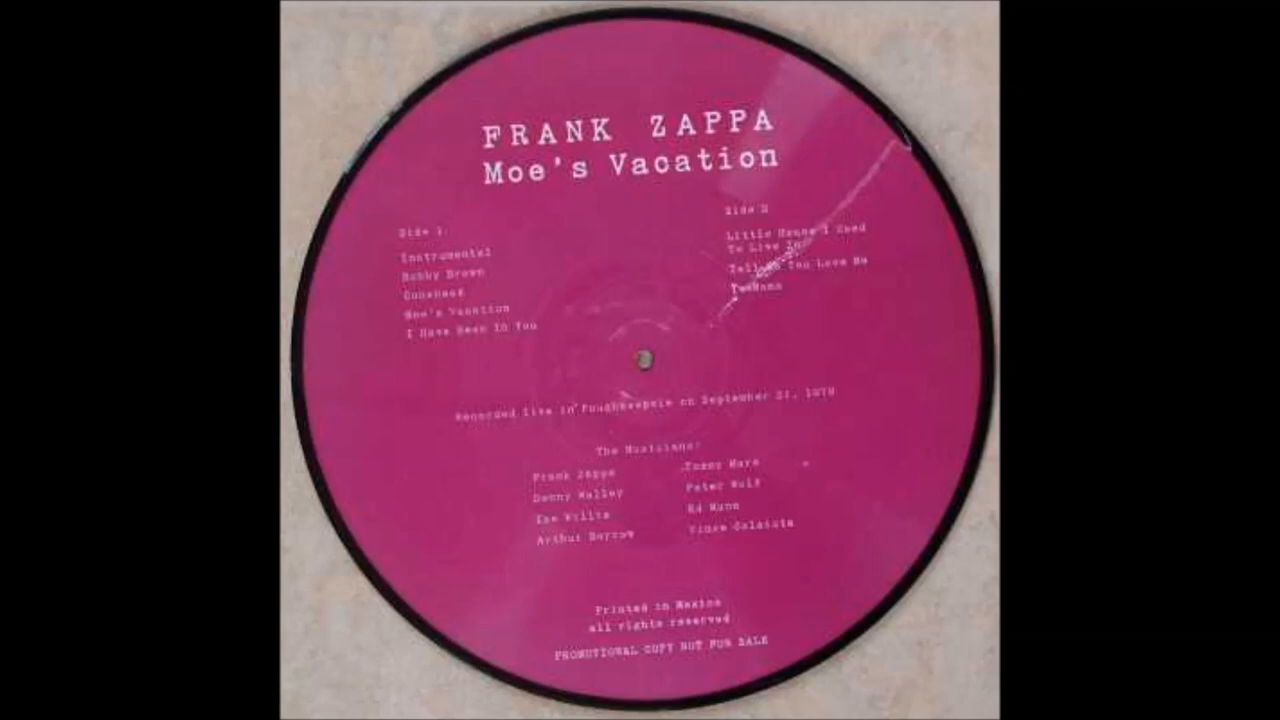 FRANK ZAPPA
Moe's Vacation
Side 1
Instrumental
Bobby Brown
Conehead
Moe's Vacation
I Have Been In You
Side 2
Little House I Used
To Live In
Tell Me You Love Me
Yo Mama
Recorded live in Poughkeepsie on September 21, 1978
The Musicians:
Frank Zappa
Denny Walley
Ike Willis
Arthur Barrow
Tommy Mars
Peter Wolf
Ed Mann
Vince Colaiuta
Printed in Mexico
all rights reserved
PROMOTIONAL COPY NOT FOR SALE